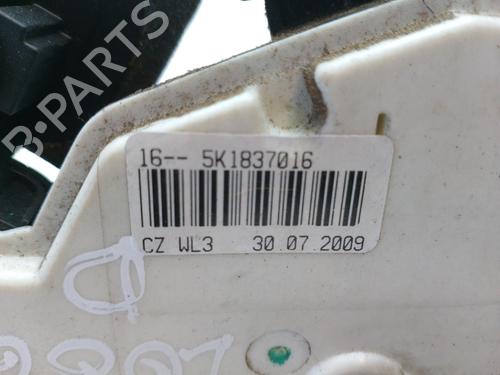 B-PARTS
16-- 5K1837016
CZ WL3 30.07.2009